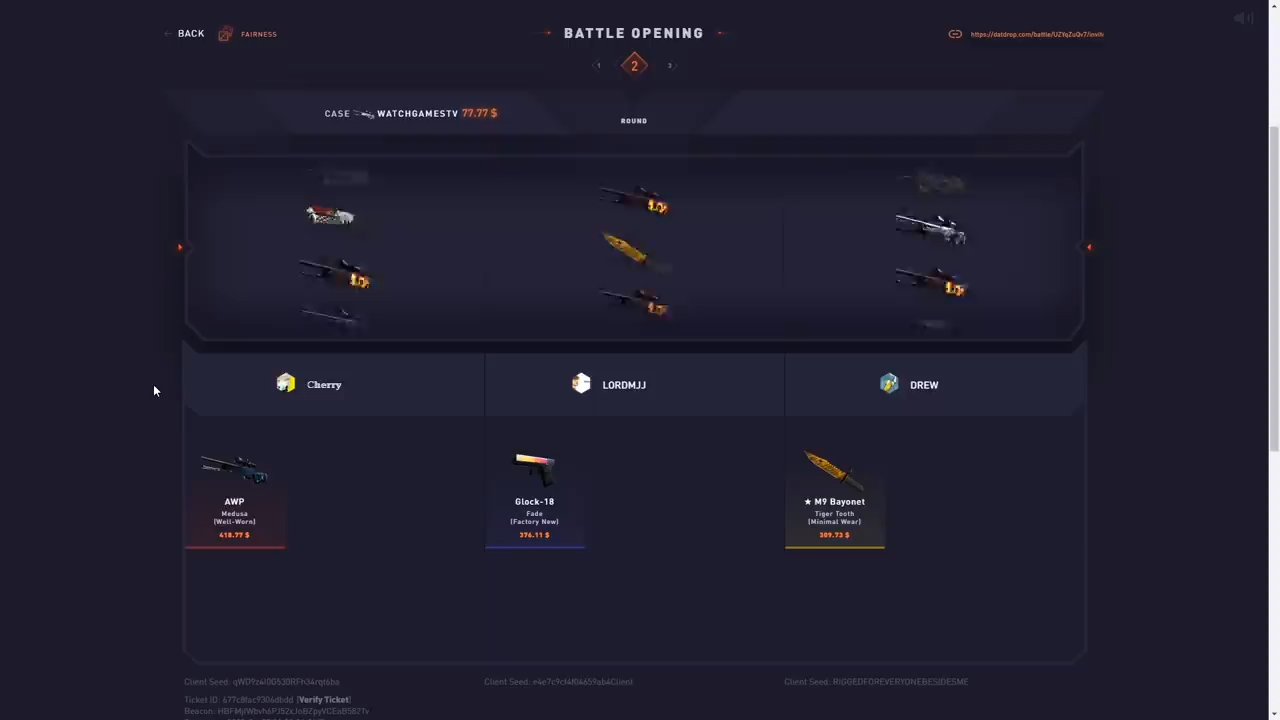 BACK
FAIRNESS
BATTLE OPENING
1
2
3
CASE WATCHGAMESTV 77.77 $
ROUND
Cherry
LORDMJJ
DREW
AWP
Medusa
(Well-Worn)
418.77 $
Glock-18
Fade
(Factory New)
376.11 $
★ M9 Bayonet
Tiger Tooth
(Minimal Wear)
309.73 $
Client Seed:
Client Seed:
Client Seed: RIGGEDFOREVERYONEBESIDESME
Ticket ID: 677c8fac9306dbdd [Verify Ticket]
Beacon: